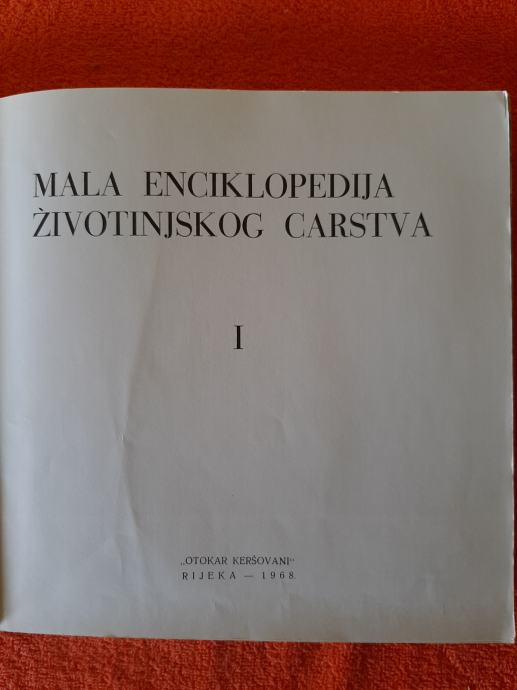 MALA ENCIKLOPEDIJA
ŽIVOTINJSKOG CARSTVA
I
„OTOKAR KERŠOVANI“
RIJEKA — 1968.